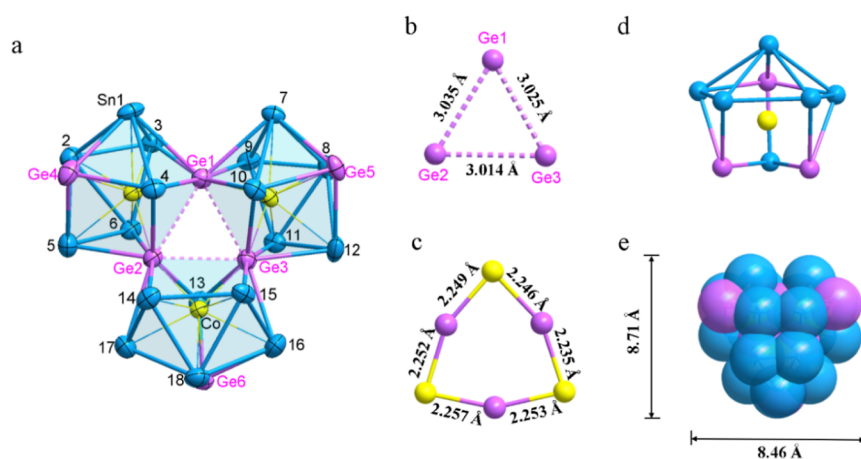 a
Sn1
2
3
7
Ge1
9
8
Ge4
4
10
Ge5
6
5
11
12
Ge2
Ge3
13
14
15
Co
17
16
18
Ge6
b
Ge1
3.035 Å
3.025 Å
Ge2
3.014 Å
Ge3
c
2.249 Å
2.246 Å
2.252 Å
2.235 Å
2.257 Å
2.253 Å
d
e
8.71 Å
8.46 Å